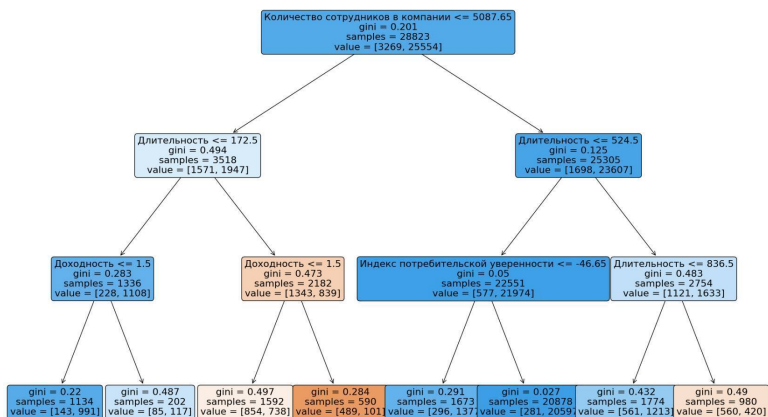 Количество сотрудников в компании <= 5087.65
gini = 0.201
samples = 28823
value = [3269, 25554]
Длительность <= 172.5
gini = 0.494
samples = 3518
value = [1571, 1947]
Длительность <= 524.5
gini = 0.125
samples = 25305
value = [1698, 23607]
Доходность <= 1.5
gini = 0.283
samples = 1336
value = [228, 1108]
Доходность <= 1.5
gini = 0.473
samples = 2182
value = [1343, 839]
Индекс потребительской уверенности <= -46.65
gini = 0.05
samples = 22551
value = [577, 21974]
Длительность <= 836.5
gini = 0.483
samples = 2754
value = [1121, 1633]
gini = 0.22
samples = 1134
value = [143, 991]
gini = 0.487
samples = 202
value = [85, 117]
gini = 0.497
samples = 1592
value = [854, 738]
gini = 0.284
samples = 590
value = [489, 101]
gini = 0.291
samples = 1673
value = [296, 137
gini = 0.027
samples = 20878
value = [281, 20597
gini = 0.432
samples = 1774
value = [561, 1213]
gini = 0.49
samples = 980
value = [560, 420]